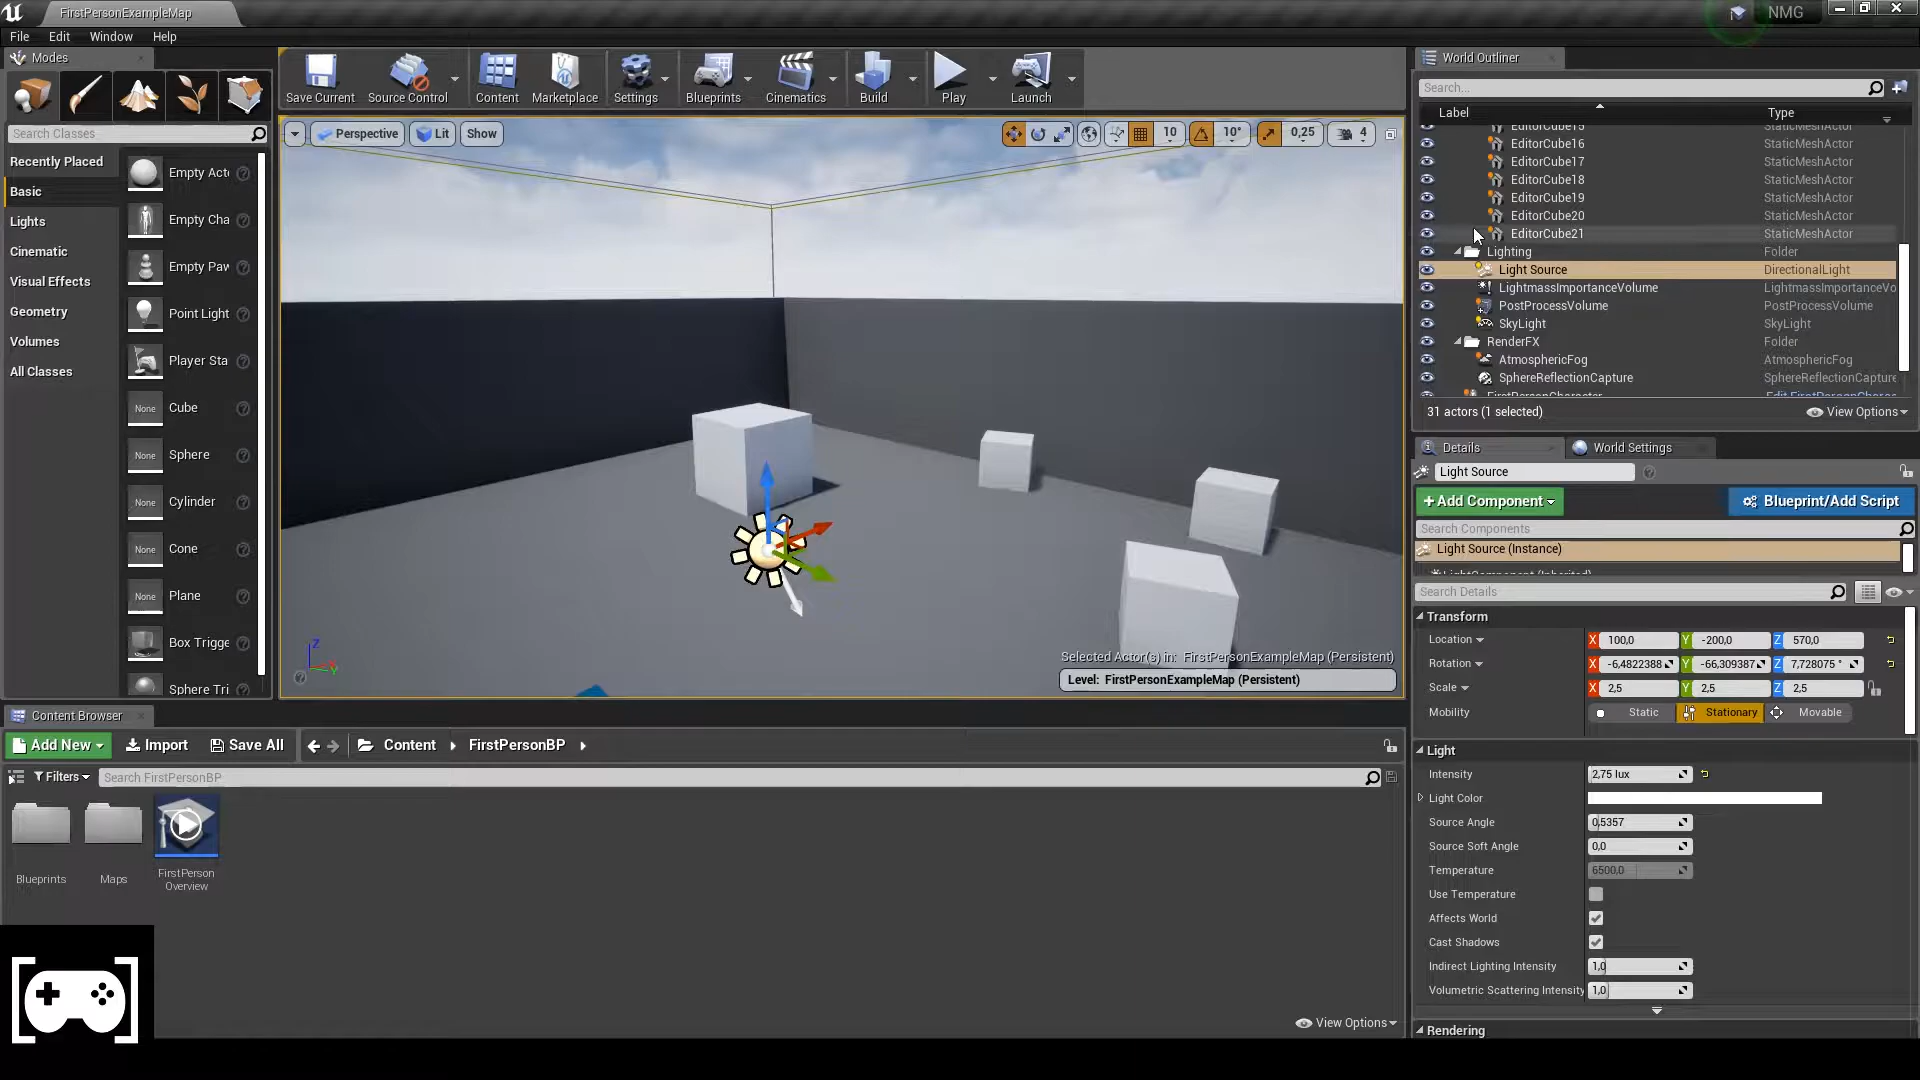 FirstPersonExampleMap
NMG
File Edit Window Help
Modes
Search Classes
Recently Placed
Basic
Lights
Cinematic
Visual Effects
Geometry
Volumes
All Classes
Empty Acto
Empty Cha
Empty Paw
Point Light
Player Sta
None Cube
None Sphere
None Cylinder
None Cone
None Plane
Box Trigge
Sphere Tri
Save Current Source Control Content Marketplace Settings Blueprints Cinematics Build Play Launch
Perspective Lit Show
10 10° 0,25 4
Z
Selected Actor(s) in: FirstPersonExampleMap (Persistent)
Level: FirstPersonExampleMap (Persistent)
World Outliner
Search...
Label Type
EditorCube15 StaticMeshActor
EditorCube16 StaticMeshActor
EditorCube17 StaticMeshActor
EditorCube18 StaticMeshActor
EditorCube19 StaticMeshActor
EditorCube20 StaticMeshActor
EditorCube21 StaticMeshActor
Lighting Folder
Light Source DirectionalLight
LightmassImportanceVolume LightmassImportanceVo
PostProcessVolume PostProcessVolume
SkyLight SkyLight
RenderFX Folder
AtmosphericFog AtmosphericFog
SphereReflectionCapture SphereReflectionCapture
31 actors (1 selected) View Options
Details World Settings
Light Source
+Add Component Blueprint/Add Script
Search Components
Light Source (Instance)
LightComponent (Inherited)
Search Details
Transform
Location X 100,0 Y -200,0 Z 570,0
Rotation X -6,4822388 Y -66,309387 Z 7,728075 °
Scale X 2,5 Y 2,5 Z 2,5
Mobility Static Stationary Movable
Light
Intensity 2,75 lux
Light Color
Source Angle 0,5357
Source Soft Angle 0,0
Temperature 6500,0
Use Temperature
Affects World
Cast Shadows
Indirect Lighting Intensity 1,0
Volumetric Scattering Intensity 1,0
Rendering
Content Browser
Add New Import Save All Content FirstPersonBP
Filters Search FirstPersonBP
Blueprints Maps FirstPerson
Overview
View Options